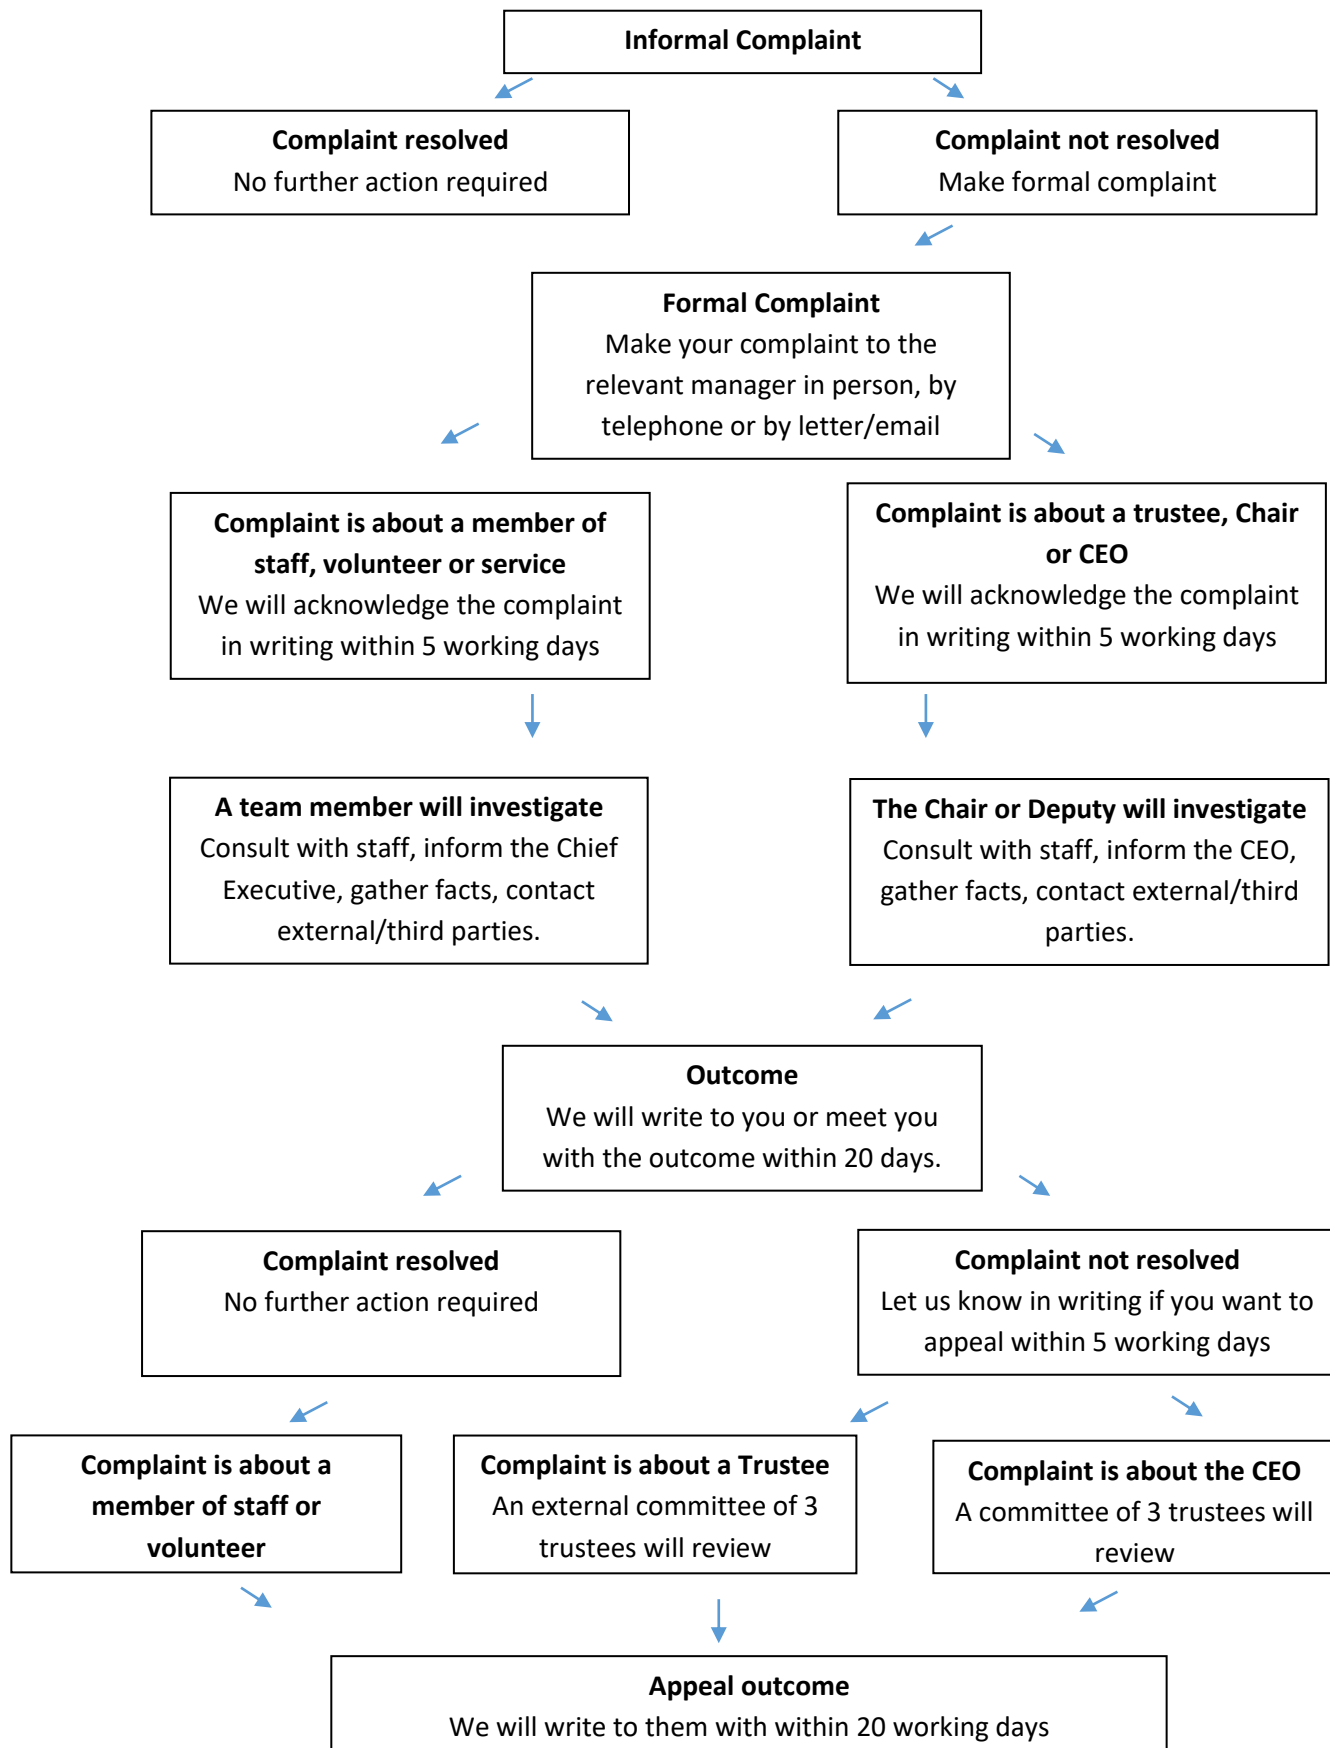 Informal Complaint
Complaint resolved
No further action required
Complaint not resolved
Make formal complaint
Formal Complaint
Make your complaint to the
relevant manager in person, by
telephone or by letter/email
Complaint is about a member of
staff, volunteer or service
We will acknowledge the complaint
in writing within 5 working days
Complaint is about a trustee, Chair
or CEO
We will acknowledge the complaint
in writing within 5 working days
A team member will investigate
Consult with staff, inform the Chief
Executive, gather facts, contact
external/third parties.
The Chair or Deputy will investigate
Consult with staff, inform the CEO,
gather facts, contact external/third
parties.
Outcome
We will write to you or meet you
with the outcome within 20 days.
Complaint resolved
No further action required
Complaint not resolved
Let us know in writing if you want to
appeal within 5 working days
Complaint is about a
member of staff or
volunteer
Complaint is about a Trustee
An external committee of 3
trustees will review
Complaint is about the CEO
A committee of 3 trustees will
review
Appeal outcome
We will write to them with within 20 working days